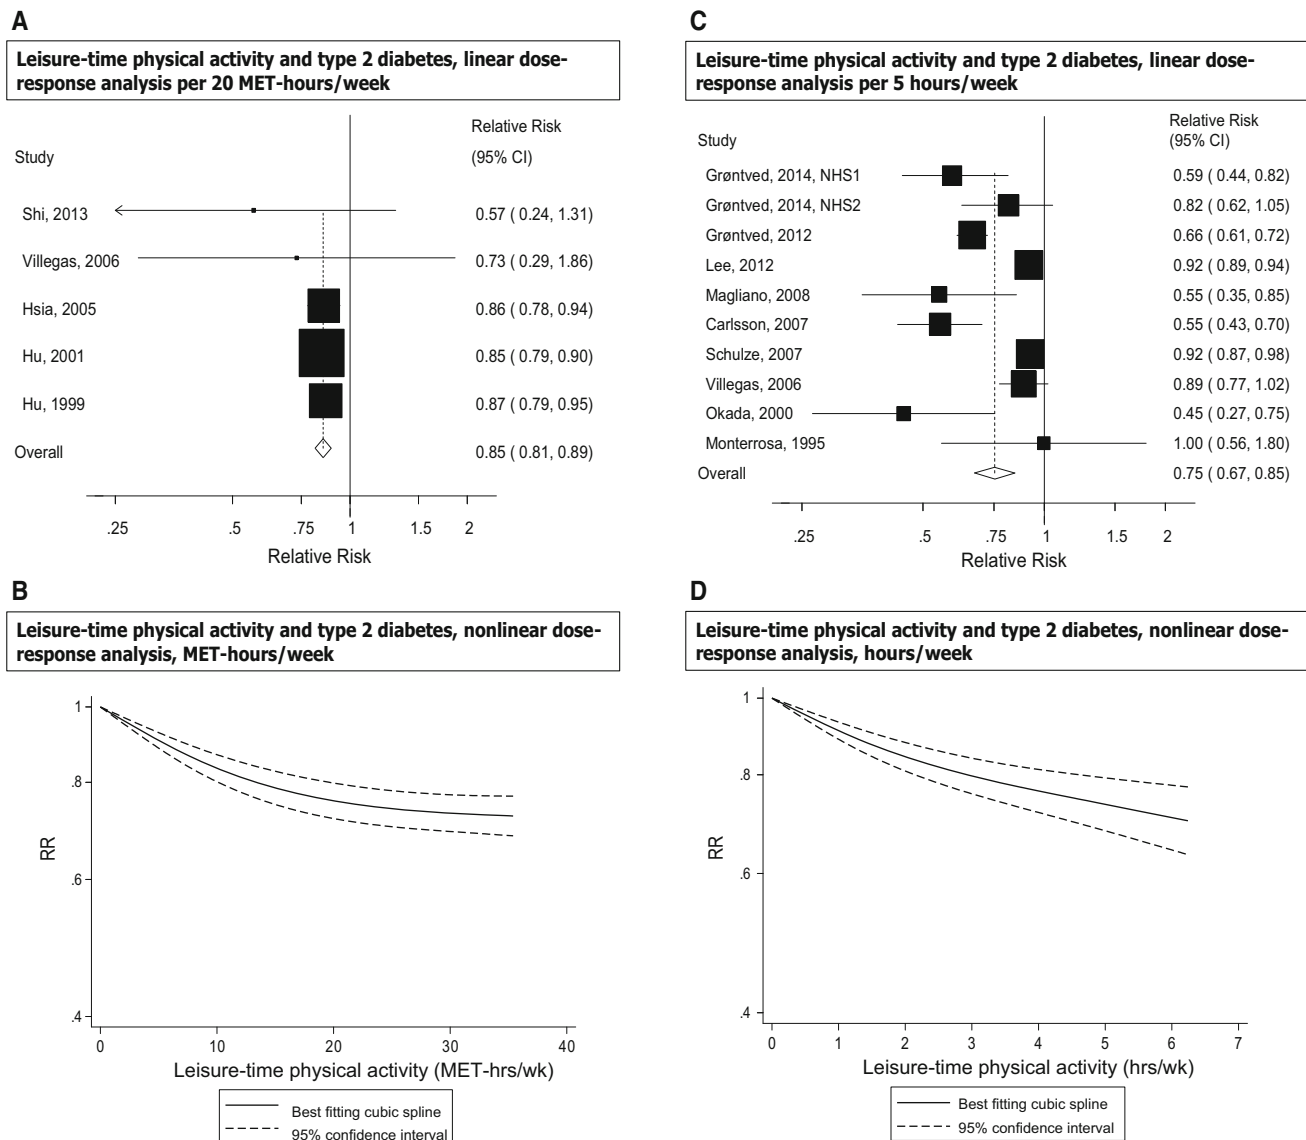 A
Leisure-time physical activity and type 2 diabetes, linear dose-
response analysis per 20 MET-hours/week
Relative Risk
Study (95% CI)
Shi, 2013 0.57 ( 0.24, 1.31)
Villegas, 2006 0.73 ( 0.29, 1.86)
Hsia, 2005 0.86 ( 0.78, 0.94)
Hu, 2001 0.85 ( 0.79, 0.90)
Hu, 1999 0.87 ( 0.79, 0.95)
Overall 0.85 ( 0.81, 0.89)
.25 .5 .75 1 2
Relative Risk
C
Leisure-time physical activity and type 2 diabetes, linear dose-
response analysis per 5 hours/week
Relative Risk
Study (95% CI)
Grøntved, 2014, NHS1 0.59 ( 0.44, 0.82)
Grøntved, 2014, NHS2 0.82 ( 0.62, 1.05)
Grøntved, 2012 0.66 ( 0.61, 0.72)
Lee, 2012 0.92 ( 0.89, 0.94)
Magliano, 2008 0.55 ( 0.35, 0.85)
Carlsson, 2007 0.55 ( 0.43, 0.70)
Schulze, 2007 0.92 ( 0.87, 0.98)
Villegas, 2006 0.89 ( 0.77, 1.02)
Okada, 2000 0.45 ( 0.27, 0.75)
Monterrosa, 1995 1.00 ( 0.56, 1.80)
Overall 0.75 ( 0.67, 0.85)
.25 .5 .75 1 1.5 2
Relative Risk
B
Leisure-time physical activity and type 2 diabetes, nonlinear dose-
response analysis, MET-hours/week
1
.8
.6
.4
RR
0 10 20 30 40
Leisure-time physical activity (MET-hrs/wk)
Best fitting cubic spline
95% confidence interval
D
Leisure-time physical activity and type 2 diabetes, nonlinear dose-
response analysis, hours/week
1
.8
.6
.4
RR
0 1 2 3 4 5 6 7
Leisure-time physical activity (hrs/wk)
Best fitting cubic spline
95% confidence interval